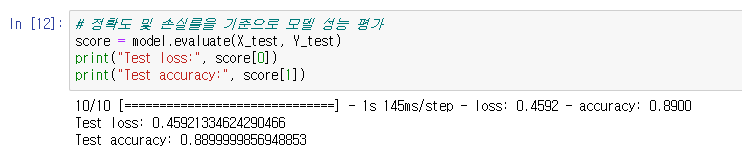 In [12]:
# 정확도 및 손실률을 기준으로 모델 성능 평가
score = model.evaluate(X_test, Y_test)
print("Test loss:", score[0])
print("Test accuracy:", score[1])
10/10 [==============================] - 1s 145ms/step - loss: 0.4592 - accuracy: 0.8900
Test loss: 0.45921334624290466
Test accuracy: 0.8899999856948853